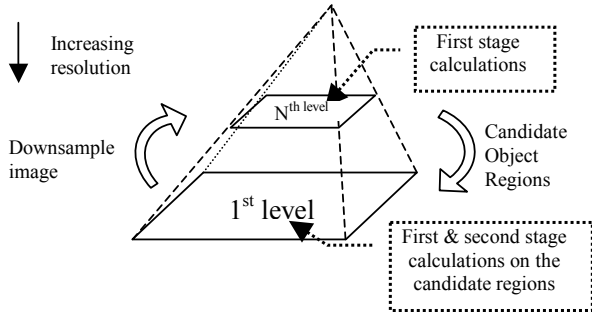 Increasing
resolution
First stage
calculations
Nth level
Downsample
image
Candidate
Object
Regions
1st level
First & second stage
calculations on the
candidate regions